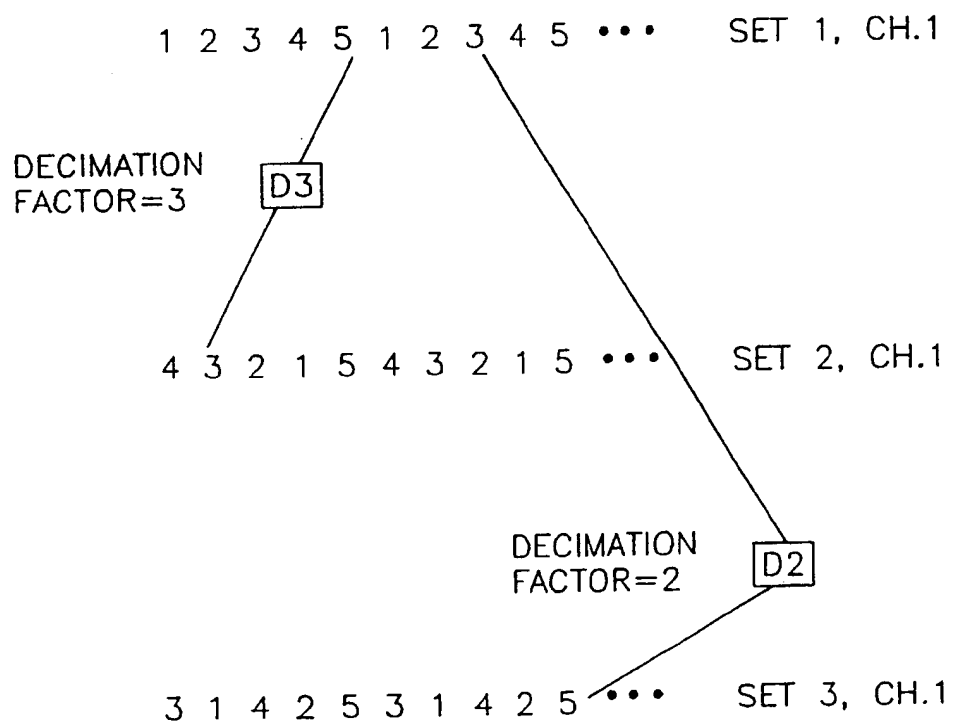 1 2 3 4 5 1 2 3 4 5 ••• SET 1, CH.1
DECIMATION
FACTOR=3
D3
4 3 2 1 5 4 3 2 1 5 ••• SET 2, CH.1
DECIMATION
FACTOR=2
D2
3 1 4 2 5 3 1 4 2 5 ••• SET 3, CH.1